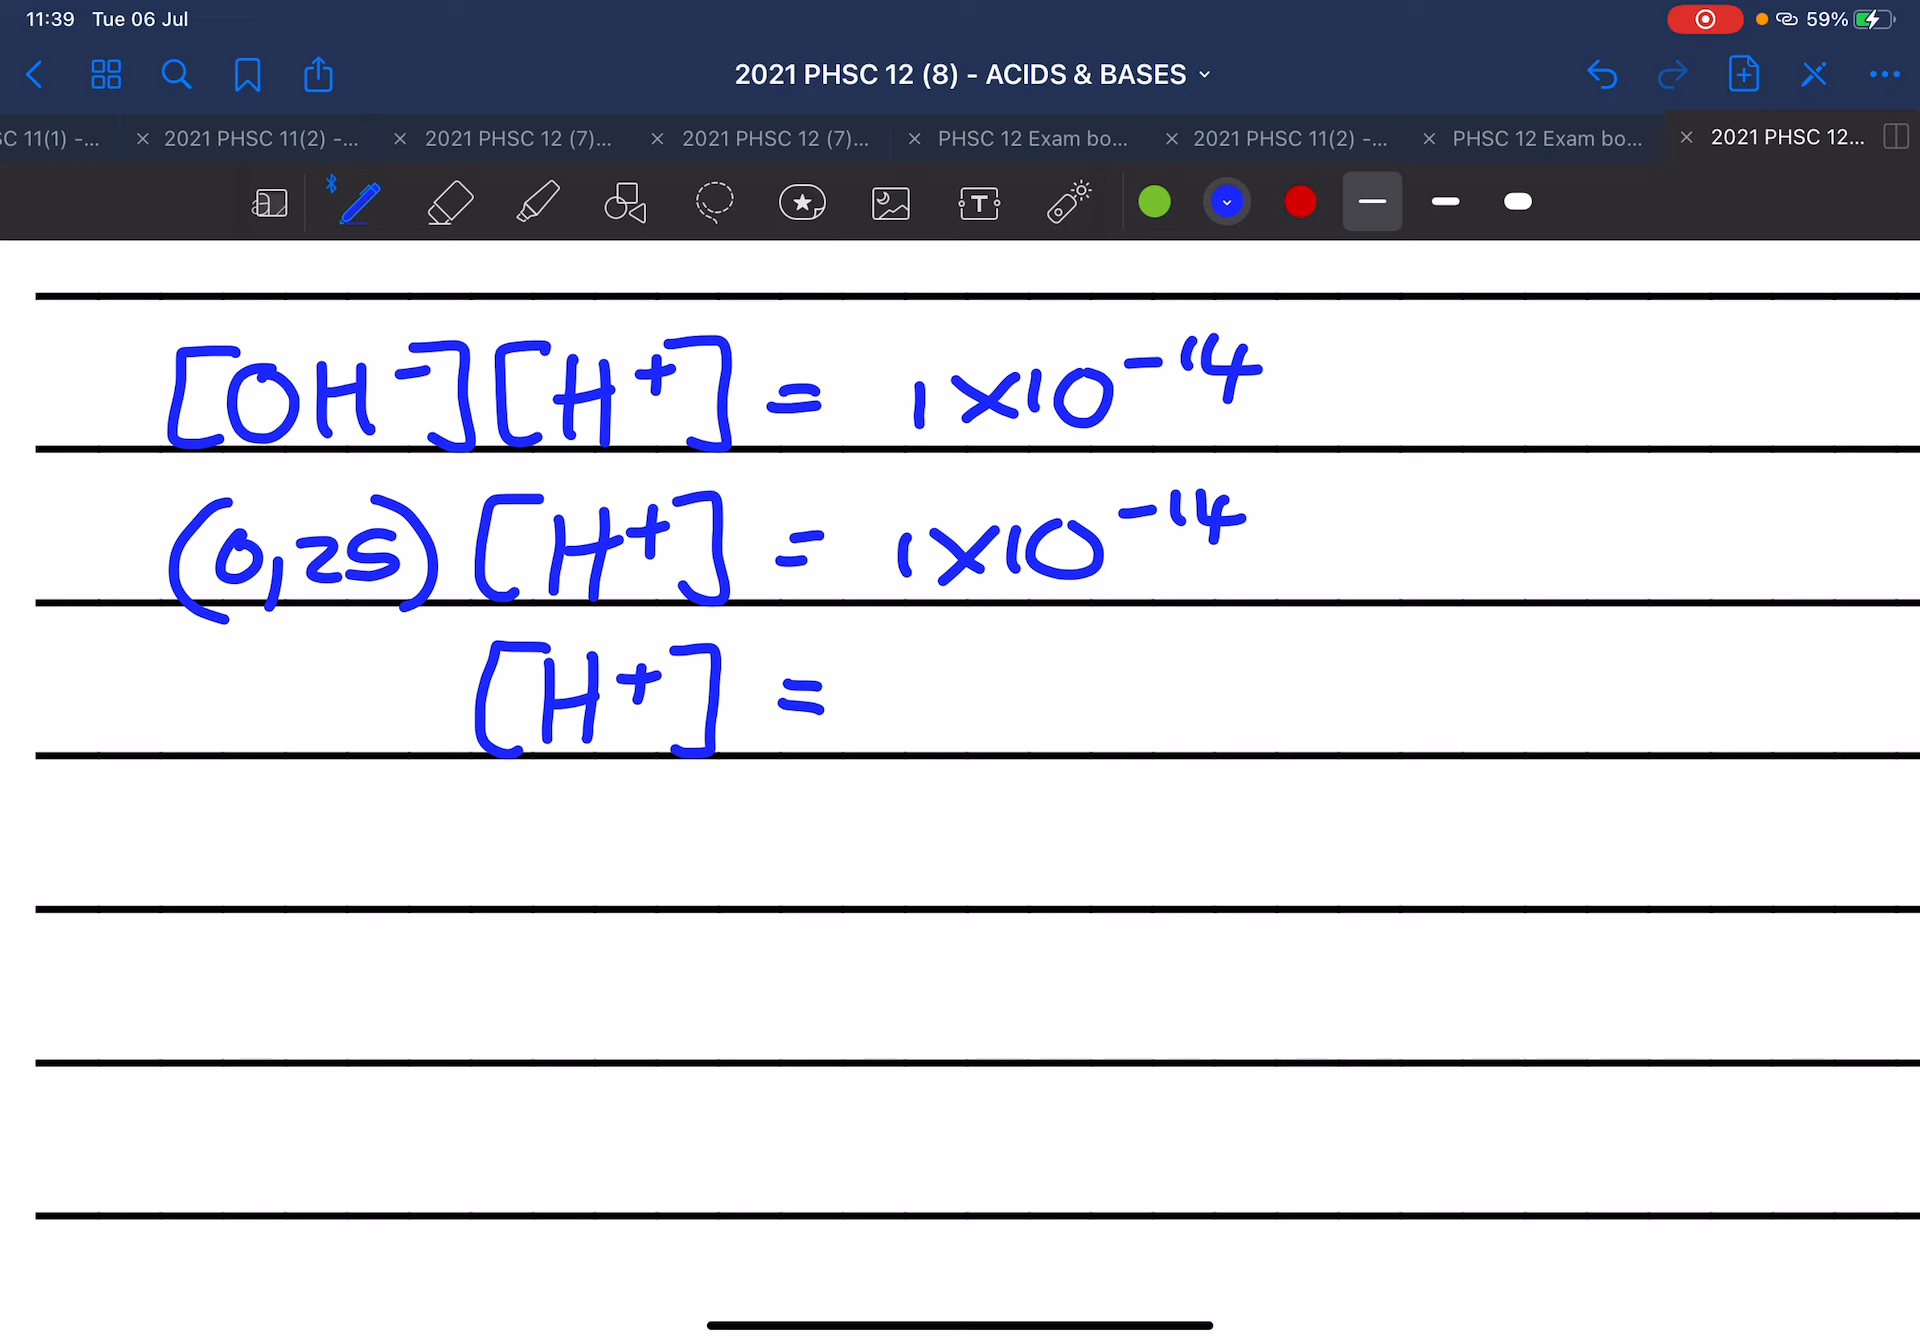 11:39 Tue 06 Jul 59%
2021 PHSC 12 (8) - ACIDS & BASES
SC 11(1) -... 2021 PHSC 11(2) -... 2021 PHSC 12 (7)... 2021 PHSC 12 (7)... PHSC 12 Exam bo... 2021 PHSC 11(2) -... PHSC 12 Exam bo... 2021 PHSC 12...
[OH⁻][H⁺] = 1×10⁻¹⁴
(0,25)[H⁺] = 1×10⁻¹⁴
[H⁺] =